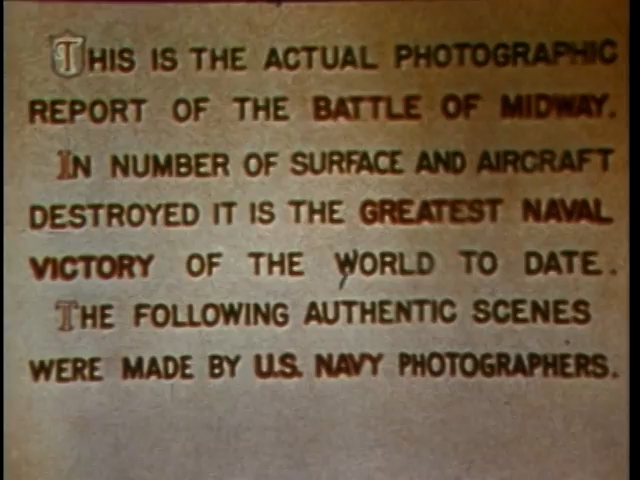 THIS IS THE ACTUAL PHOTOGRAPHIC
REPORT OF THE BATTLE OF MIDWAY.
IN NUMBER OF SURFACE AND AIRCRAFT
DESTROYED IT IS THE GREATEST NAVAL
VICTORY OF THE WORLD TO DATE.
THE FOLLOWING AUTHENTIC SCENES
WERE MADE BY U.S. NAVY PHOTOGRAPHERS.